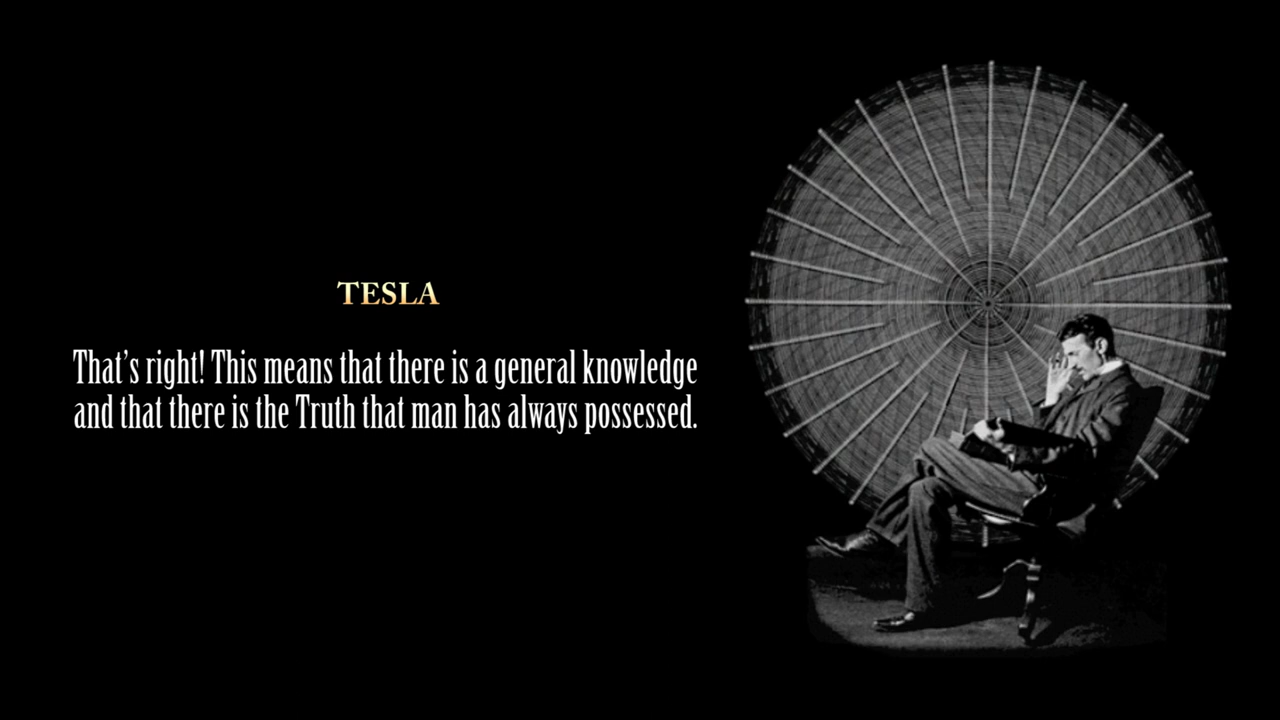 TESLA
That's right! This means that there is a general knowledge
and that there is the Truth that man has always possessed.